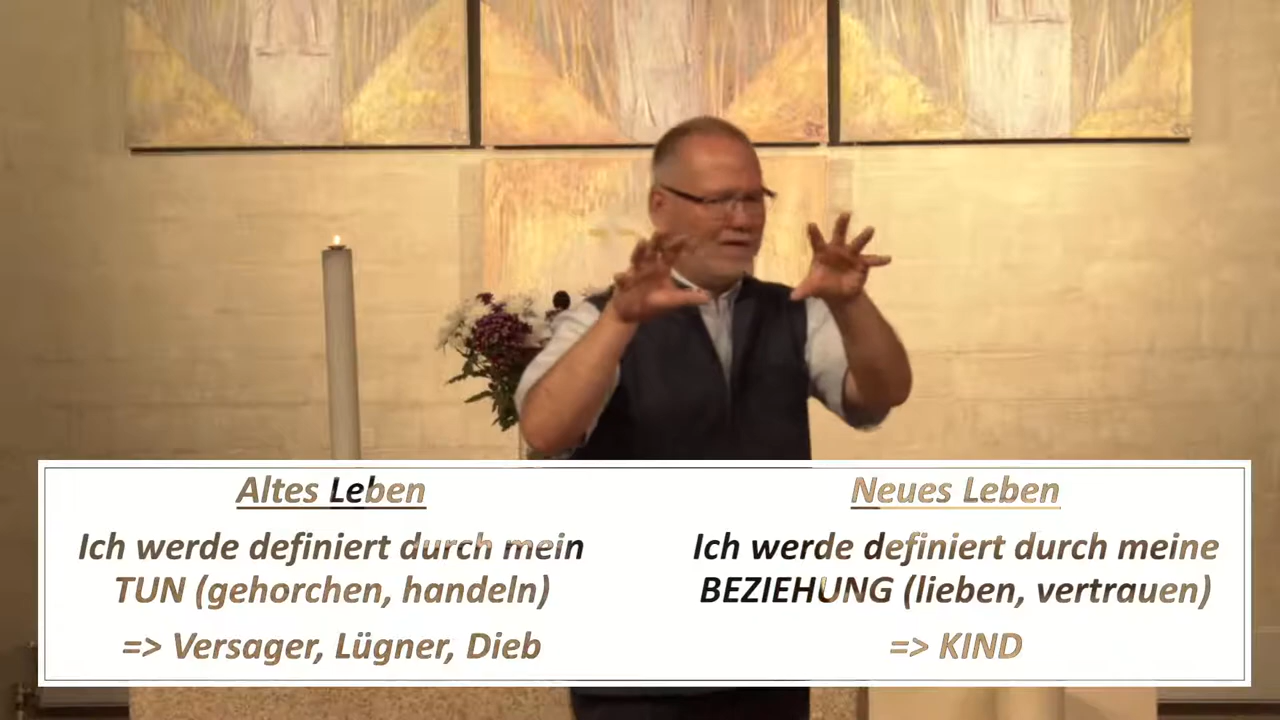 Altes Leben
Ich werde definiert durch mein
TUN (gehorchen, handeln)
=> Versager, Lügner, Dieb
Neues Leben
Ich werde definiert durch meine
BEZIEHUNG (lieben, vertrauen)
=> KIND